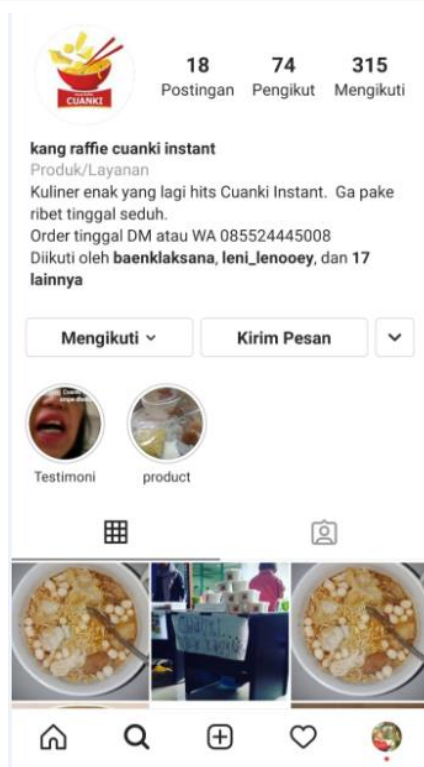 CUANKI
18 74 315
Postingan Pengikut Mengikuti
kang raffie cuanki instant
Produk/Layanan
Kuliner enak yang lagi hits Cuanki Instant. Ga pake
ribet tinggal seduh.
Order tinggal DM atau WA 085524445008
Diikuti oleh baenklaksana, leni_lenooey, dan 17
lainnya
Mengikuti Kirim Pesan
Testimoni product